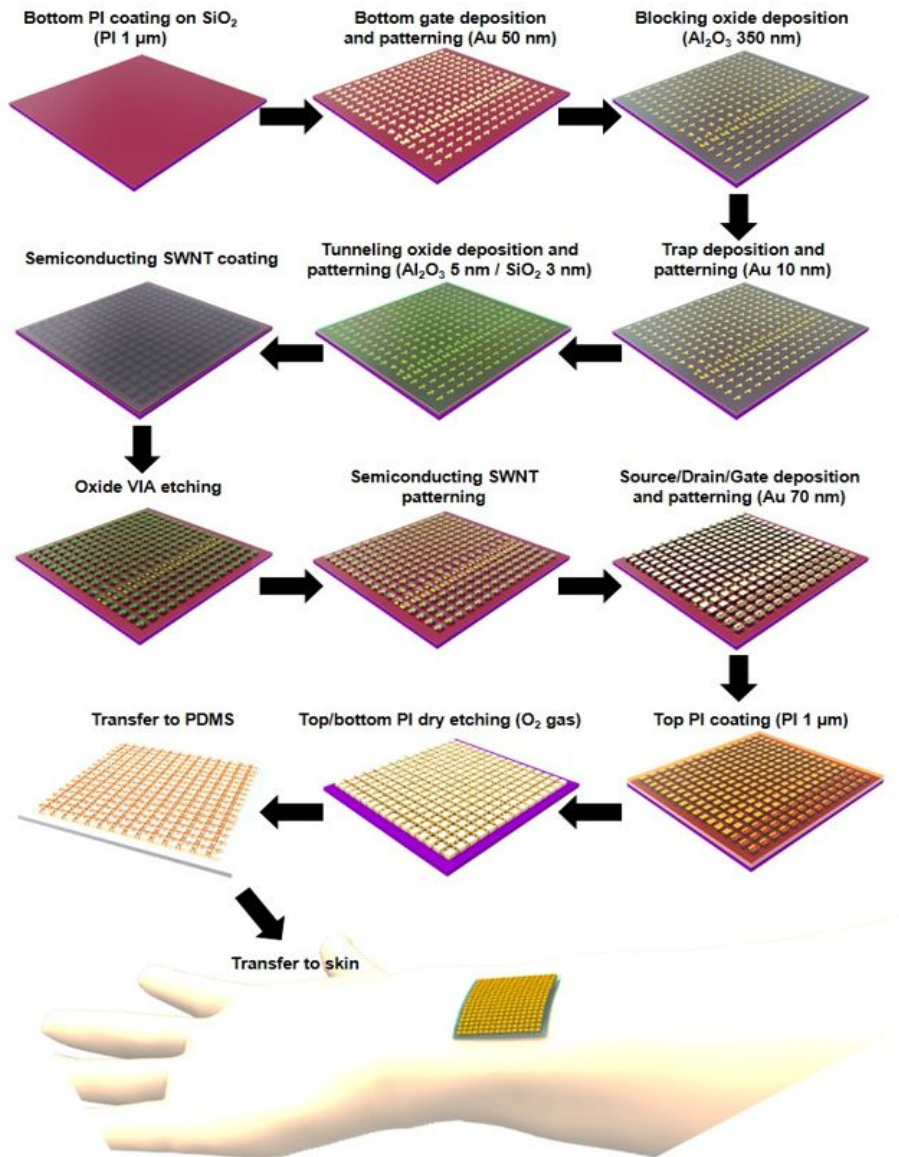 Bottom PI coating on SiO₂
(PI 1 µm)
Bottom gate deposition
and patterning (Au 50 nm)
Blocking oxide deposition
(Al₂O₃ 350 nm)
Semiconducting SWNT coating
Tunneling oxide deposition and
patterning (Al₂O₃ 5 nm / SiO₂ 3 nm)
Trap deposition and
patterning (Au 10 nm)
Oxide VIA etching
Semiconducting SWNT
patterning
Source/Drain/Gate deposition
and patterning (Au 70 nm)
Transfer to PDMS
Top/bottom PI dry etching (O₂ gas)
Top PI coating (PI 1 µm)
Transfer to skin